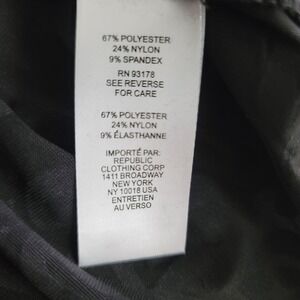 67% POLYESTER
24% NYLON
9% SPANDEX
RN 93178
SEE REVERSE
FOR CARE
67% POLYESTER
24% NYLON
9% ÉLASTHANNE
IMPORTÉ PAR:
REPUBLIC
CLOTHING CORP
1411 BROADWAY
NEW YORK
NY 10018 USA
ENTRETIEN
AU VERSO